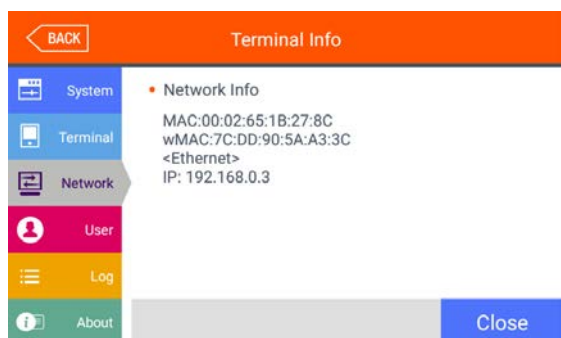 BACK
Terminal Info
System
Terminal
Network
User
Log
About
• Network Info
MAC:00:02:65:1B:27:8C
wMAC:7C:DD:90:5A:A3:3C
<Ethernet>
IP: 192.168.0.3
Close